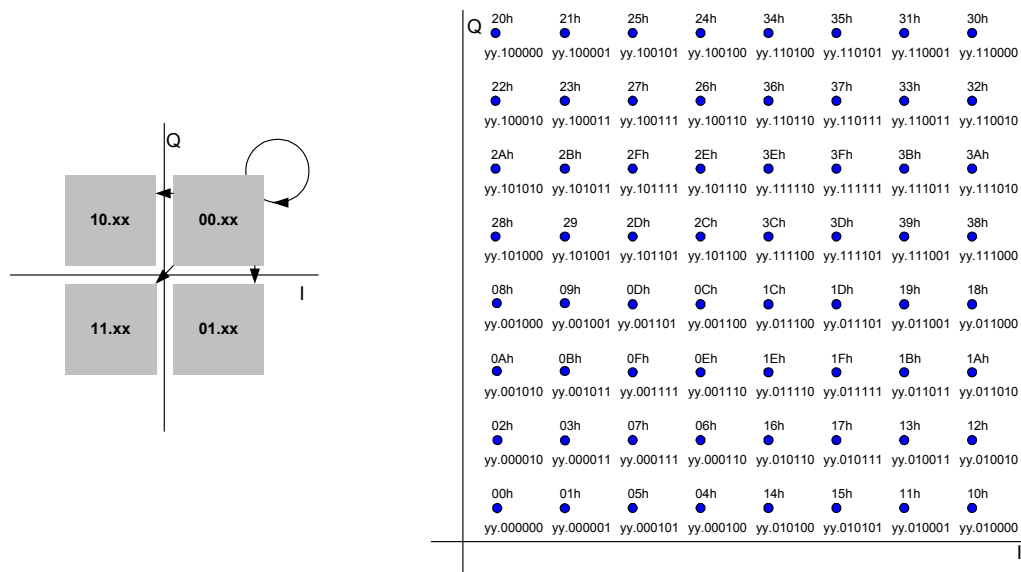 Q
10.xx 00.xx
I
11.xx 01.xx
Q
20h 21h 25h 24h 34h 35h 31h 30h
yy.100000 yy.100001 yy.100101 yy.100100 yy.110100 yy.110101 yy.110001 yy.110000
22h 23h 27h 26h 36h 37h 33h 32h
yy.100010 yy.100011 yy.100111 yy.100110 yy.110110 yy.110111 yy.110011 yy.110010
2Ah 2Bh 2Fh 2Eh 3Eh 3Fh 3Bh 3Ah
yy.101010 yy.101011 yy.101111 yy.101110 yy.111110 yy.111111 yy.111011 yy.111010
28h 29 2Dh 2Ch 3Ch 3Dh 39h 38h
yy.101000 yy.101001 yy.101101 yy.101100 yy.111100 yy.111101 yy.111001 yy.111000
08h 09h 0Dh 0Ch 1Ch 1Dh 19h 18h
yy.001000 yy.001001 yy.001101 yy.001100 yy.011100 yy.011101 yy.011001 yy.011000
0Ah 0Bh 0Fh 0Eh 1Eh 1Fh 1Bh 1Ah
yy.001010 yy.001011 yy.001111 yy.001110 yy.011110 yy.011111 yy.011011 yy.011010
02h 03h 07h 06h 16h 17h 13h 12h
yy.000010 yy.000011 yy.000111 yy.000110 yy.010110 yy.010111 yy.010011 yy.010010
00h 01h 05h 04h 14h 15h 11h 10h
yy.000000 yy.000001 yy.000101 yy.000100 yy.010100 yy.010101 yy.010001 yy.010000
I